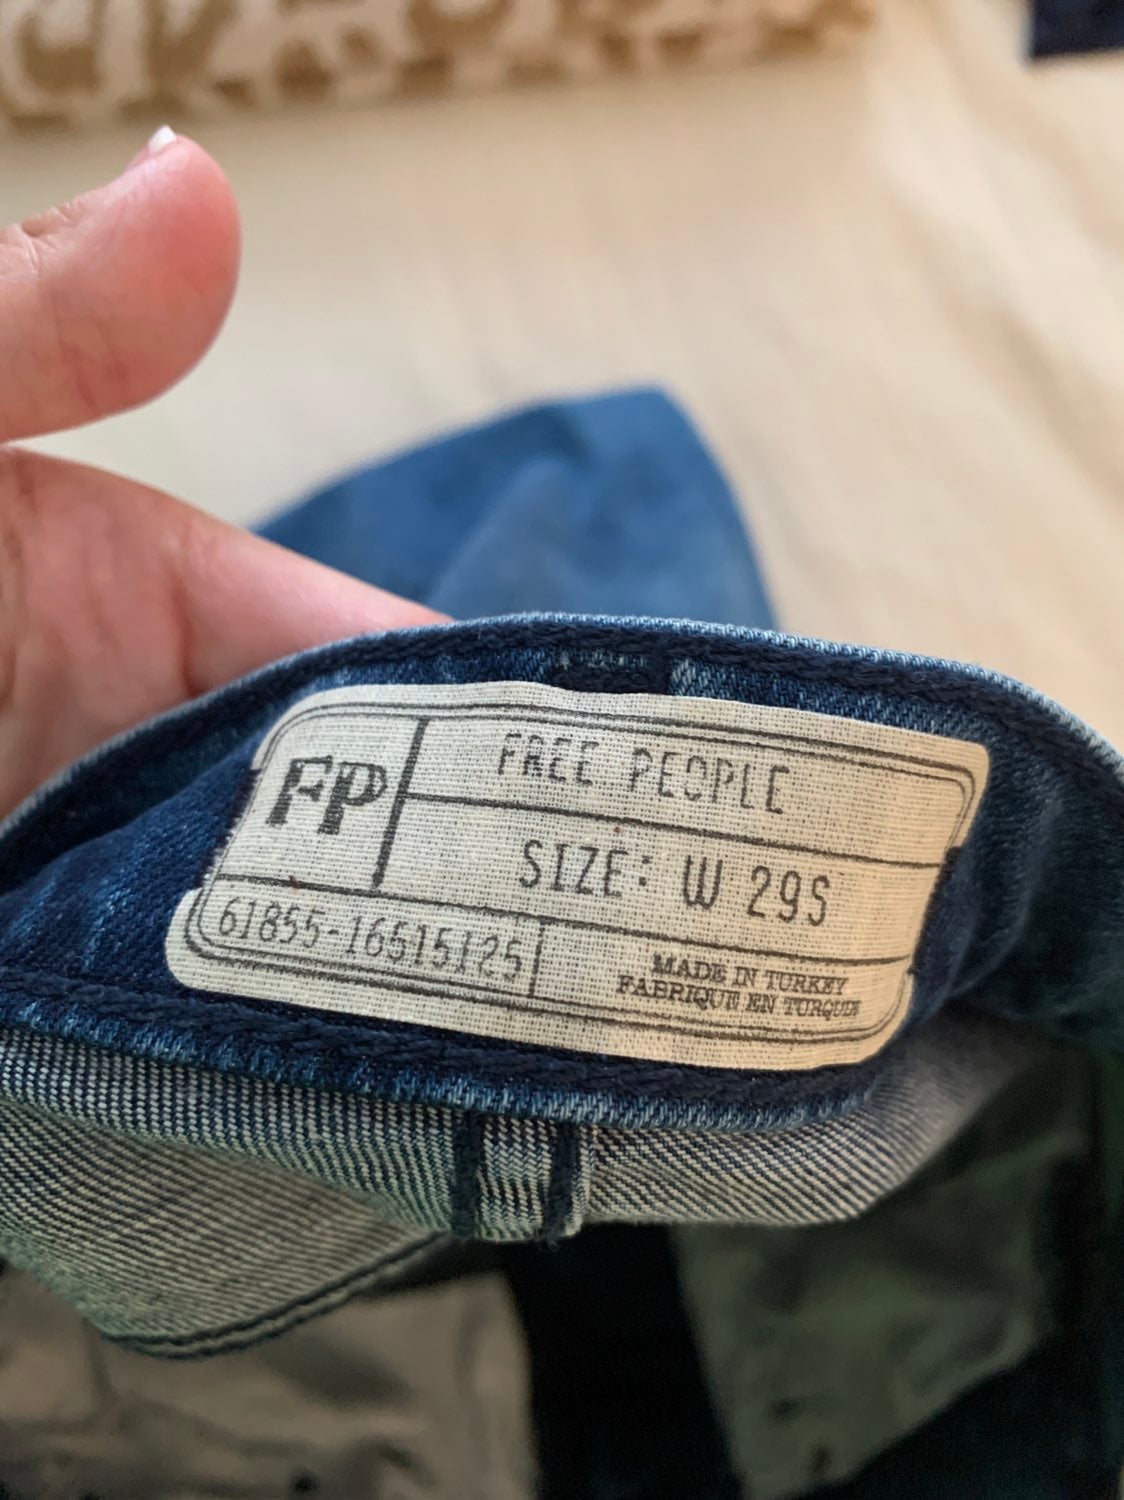 FP
FREE PEOPLE
SIZE: W 29S
61855-16515125
MADE IN TURKEY
FABRIQUE EN TURQUIE